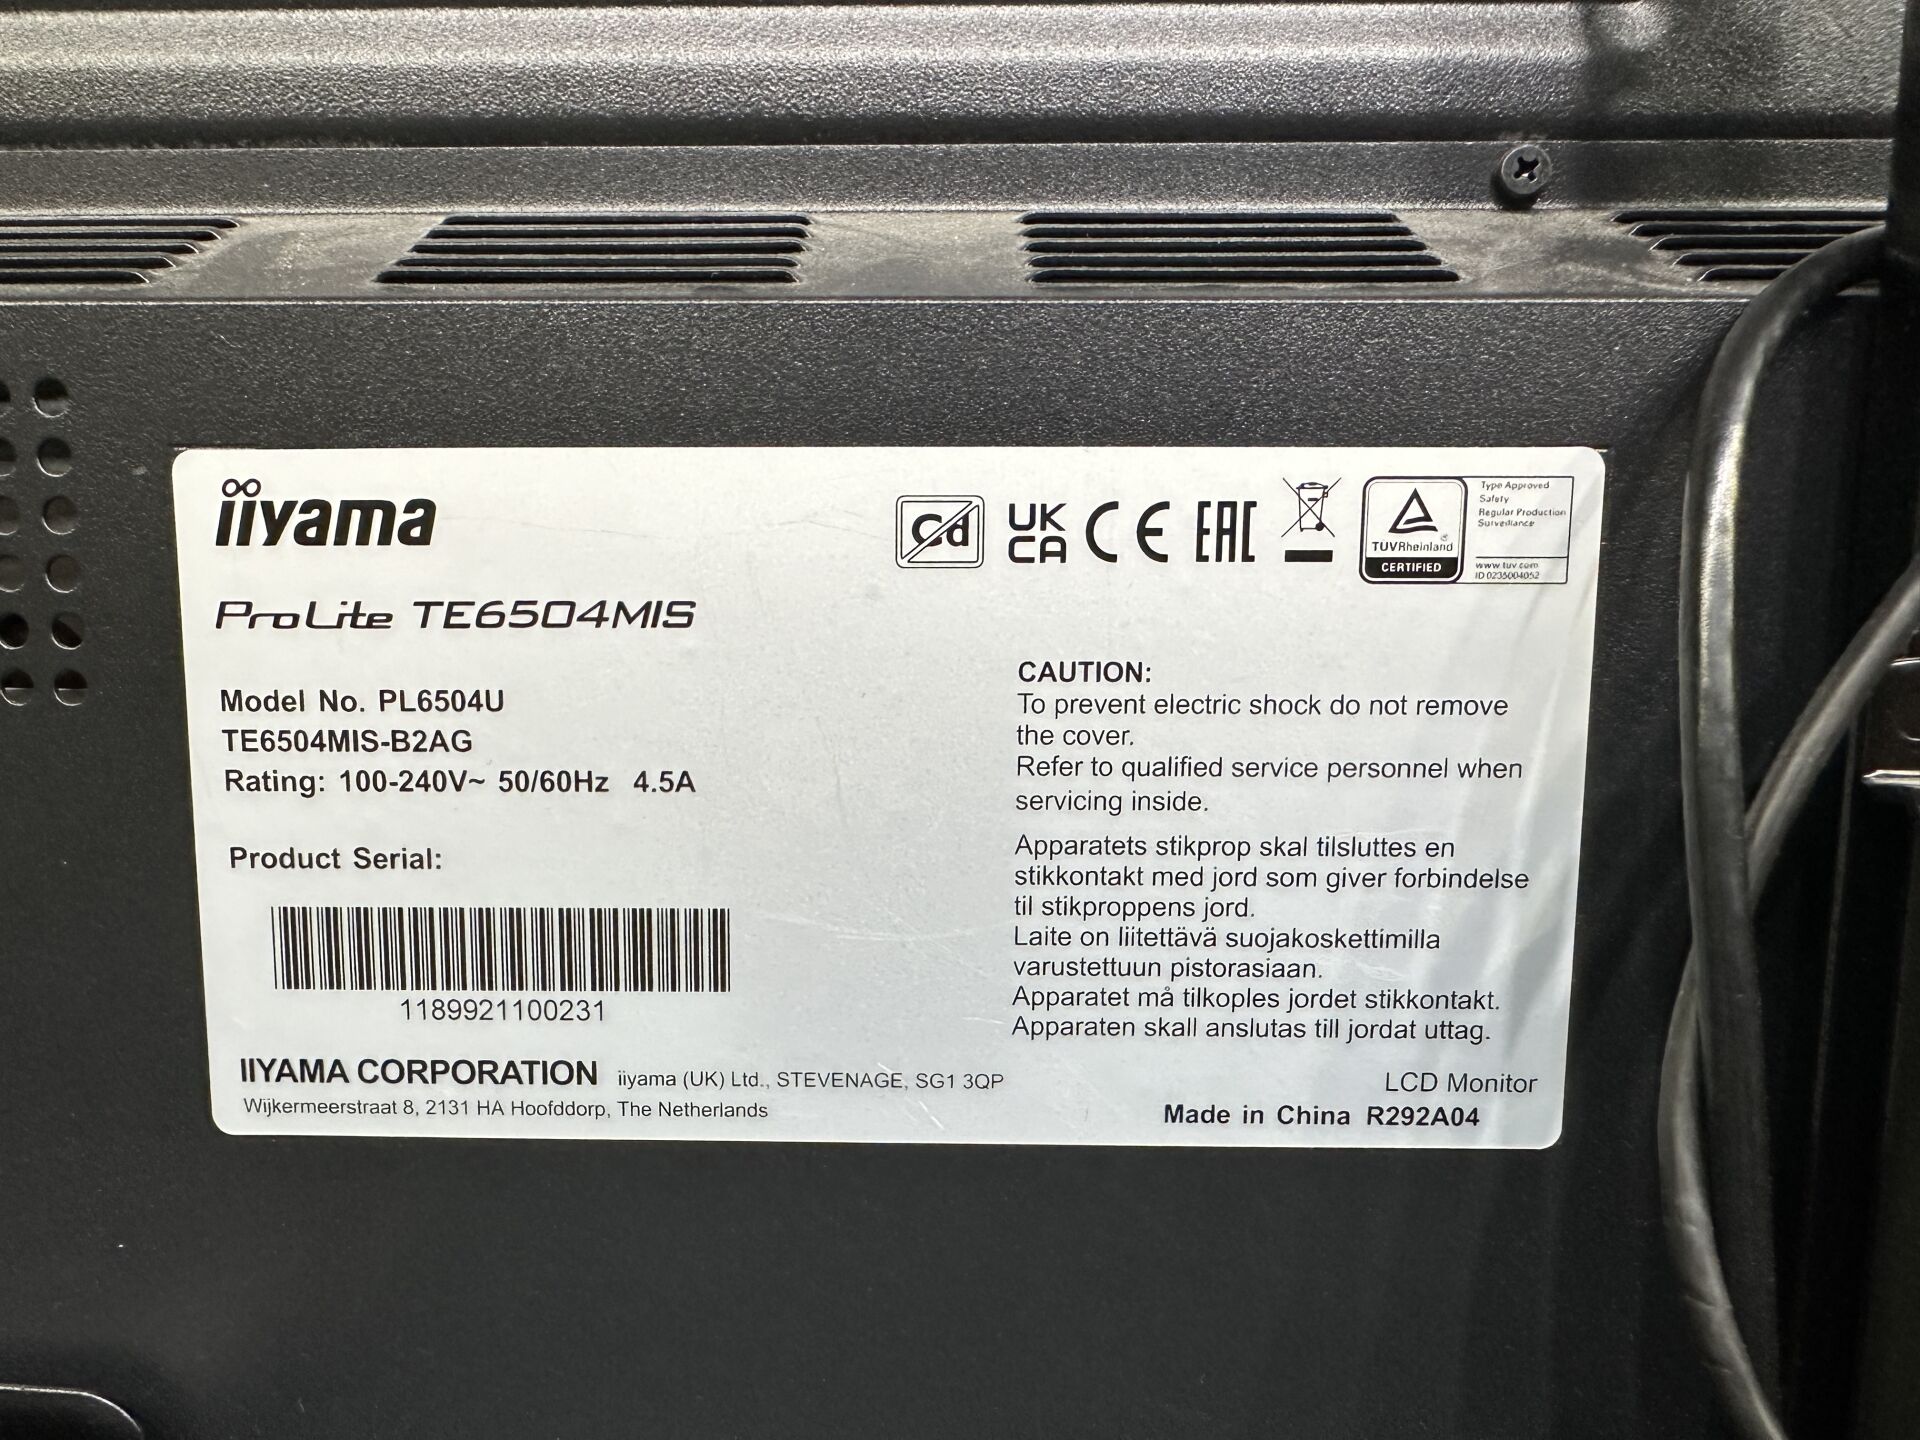 iiyama
ProLite TE6504MIS
Model No. PL6504U
TE6504MIS-B2AG
Rating: 100-240V~ 50/60Hz 4.5A
Product Serial:
1189921100231
IIYAMA CORPORATION iiyama (UK) Ltd., STEVENAGE, SG1 3QP
Wijkermeerstraat 8, 2131 HA Hoofddorp, The Netherlands
Cd
UK
CA
CE
EAC
TÜVRheinland
CERTIFIED
Type Approved
Safety
Regular Production
Surveillance
www.tuv.com
ID 0235004052
CAUTION:
To prevent electric shock do not remove
the cover.
Refer to qualified service personnel when
servicing inside.
Apparatets stikprop skal tilsluttes en
stikkontakt med jord som giver forbindelse
til stikproppens jord.
Laite on liitettävä suojakoskettimilla
varustettuun pistorasiaan.
Apparatet må tilkoples jordet stikkontakt.
Apparaten skall anslutas till jordat uttag.
LCD Monitor
Made in China R292A04